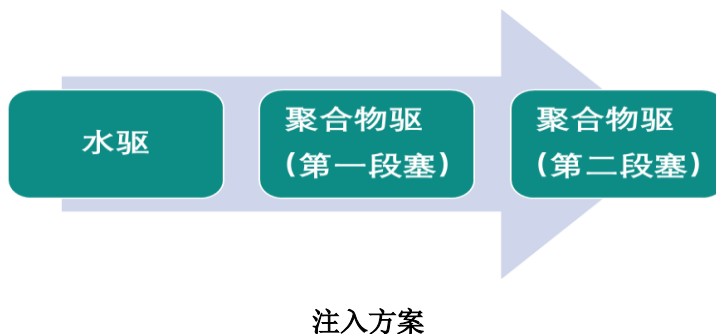 水驱
聚合物驱
(第一段塞)
聚合物驱
(第二段塞)
注入方案